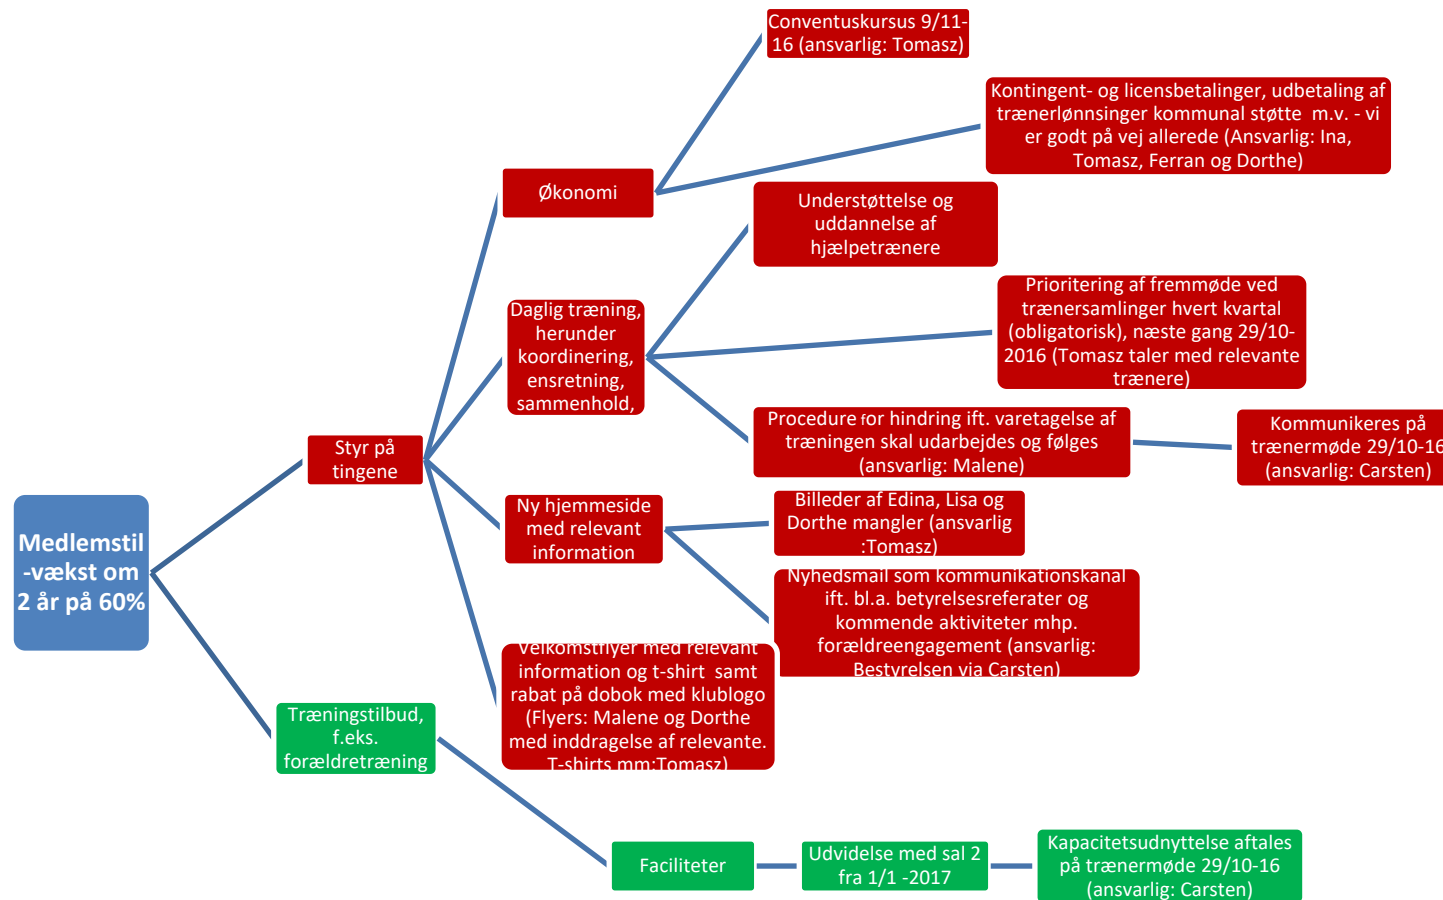 Medlemstil
-vækst om
2 år på 60%
Styr på
tingene
Økonomi
Conventuskursus 9/11-
16 (ansvarlig: Tomasz)
Kontingent- og licensbetalinger, udbetaling af
trænerlønnsinger kommunal støtte  m.v. - vi
er godt på vej allerede (Ansvarlig: Ina,
Tomasz, Ferran og Dorthe)
Daglig træning,
herunder
koordinering,
ensretning,
sammenhold,
Understøttelse og
uddannelse af
hjælpetrænere
Prioritering af fremmøde ved
trænersamlinger hvert kvartal
(obligatorisk), næste gang 29/10-
2016 (Tomasz taler med relevante
trænere)
Procedure for hindring ift. varetagelse af
træningen skal udarbejdes og følges
(ansvarlig: Malene)
Kommunikeres på
trænermøde 29/10-16
(ansvarlig: Carsten)
Ny hjemmeside
med relevant
information
Billeder af Edina, Lisa og
Dorthe mangler (ansvarlig
:Tomasz)
Nyhedsmail som kommunikationskanal
ift. bl.a. betyrelsesreferater og
kommende aktiviteter mhp.
forældreengagement (ansvarlig:
Bestyrelsen via Carsten)
Velkomstflyer med relevant
information og t-shirt  samt
rabat på dobok med klublogo
(Flyers: Malene og Dorthe
med inddragelse af relevante.
T-shirts mm:Tomasz)
Træningstilbud,
f.eks.
forældretræning
Faciliteter
Udvidelse med sal 2
fra 1/1 -2017
Kapacitetsudnyttelse aftales
på trænermøde 29/10-16
(ansvarlig: Carsten)